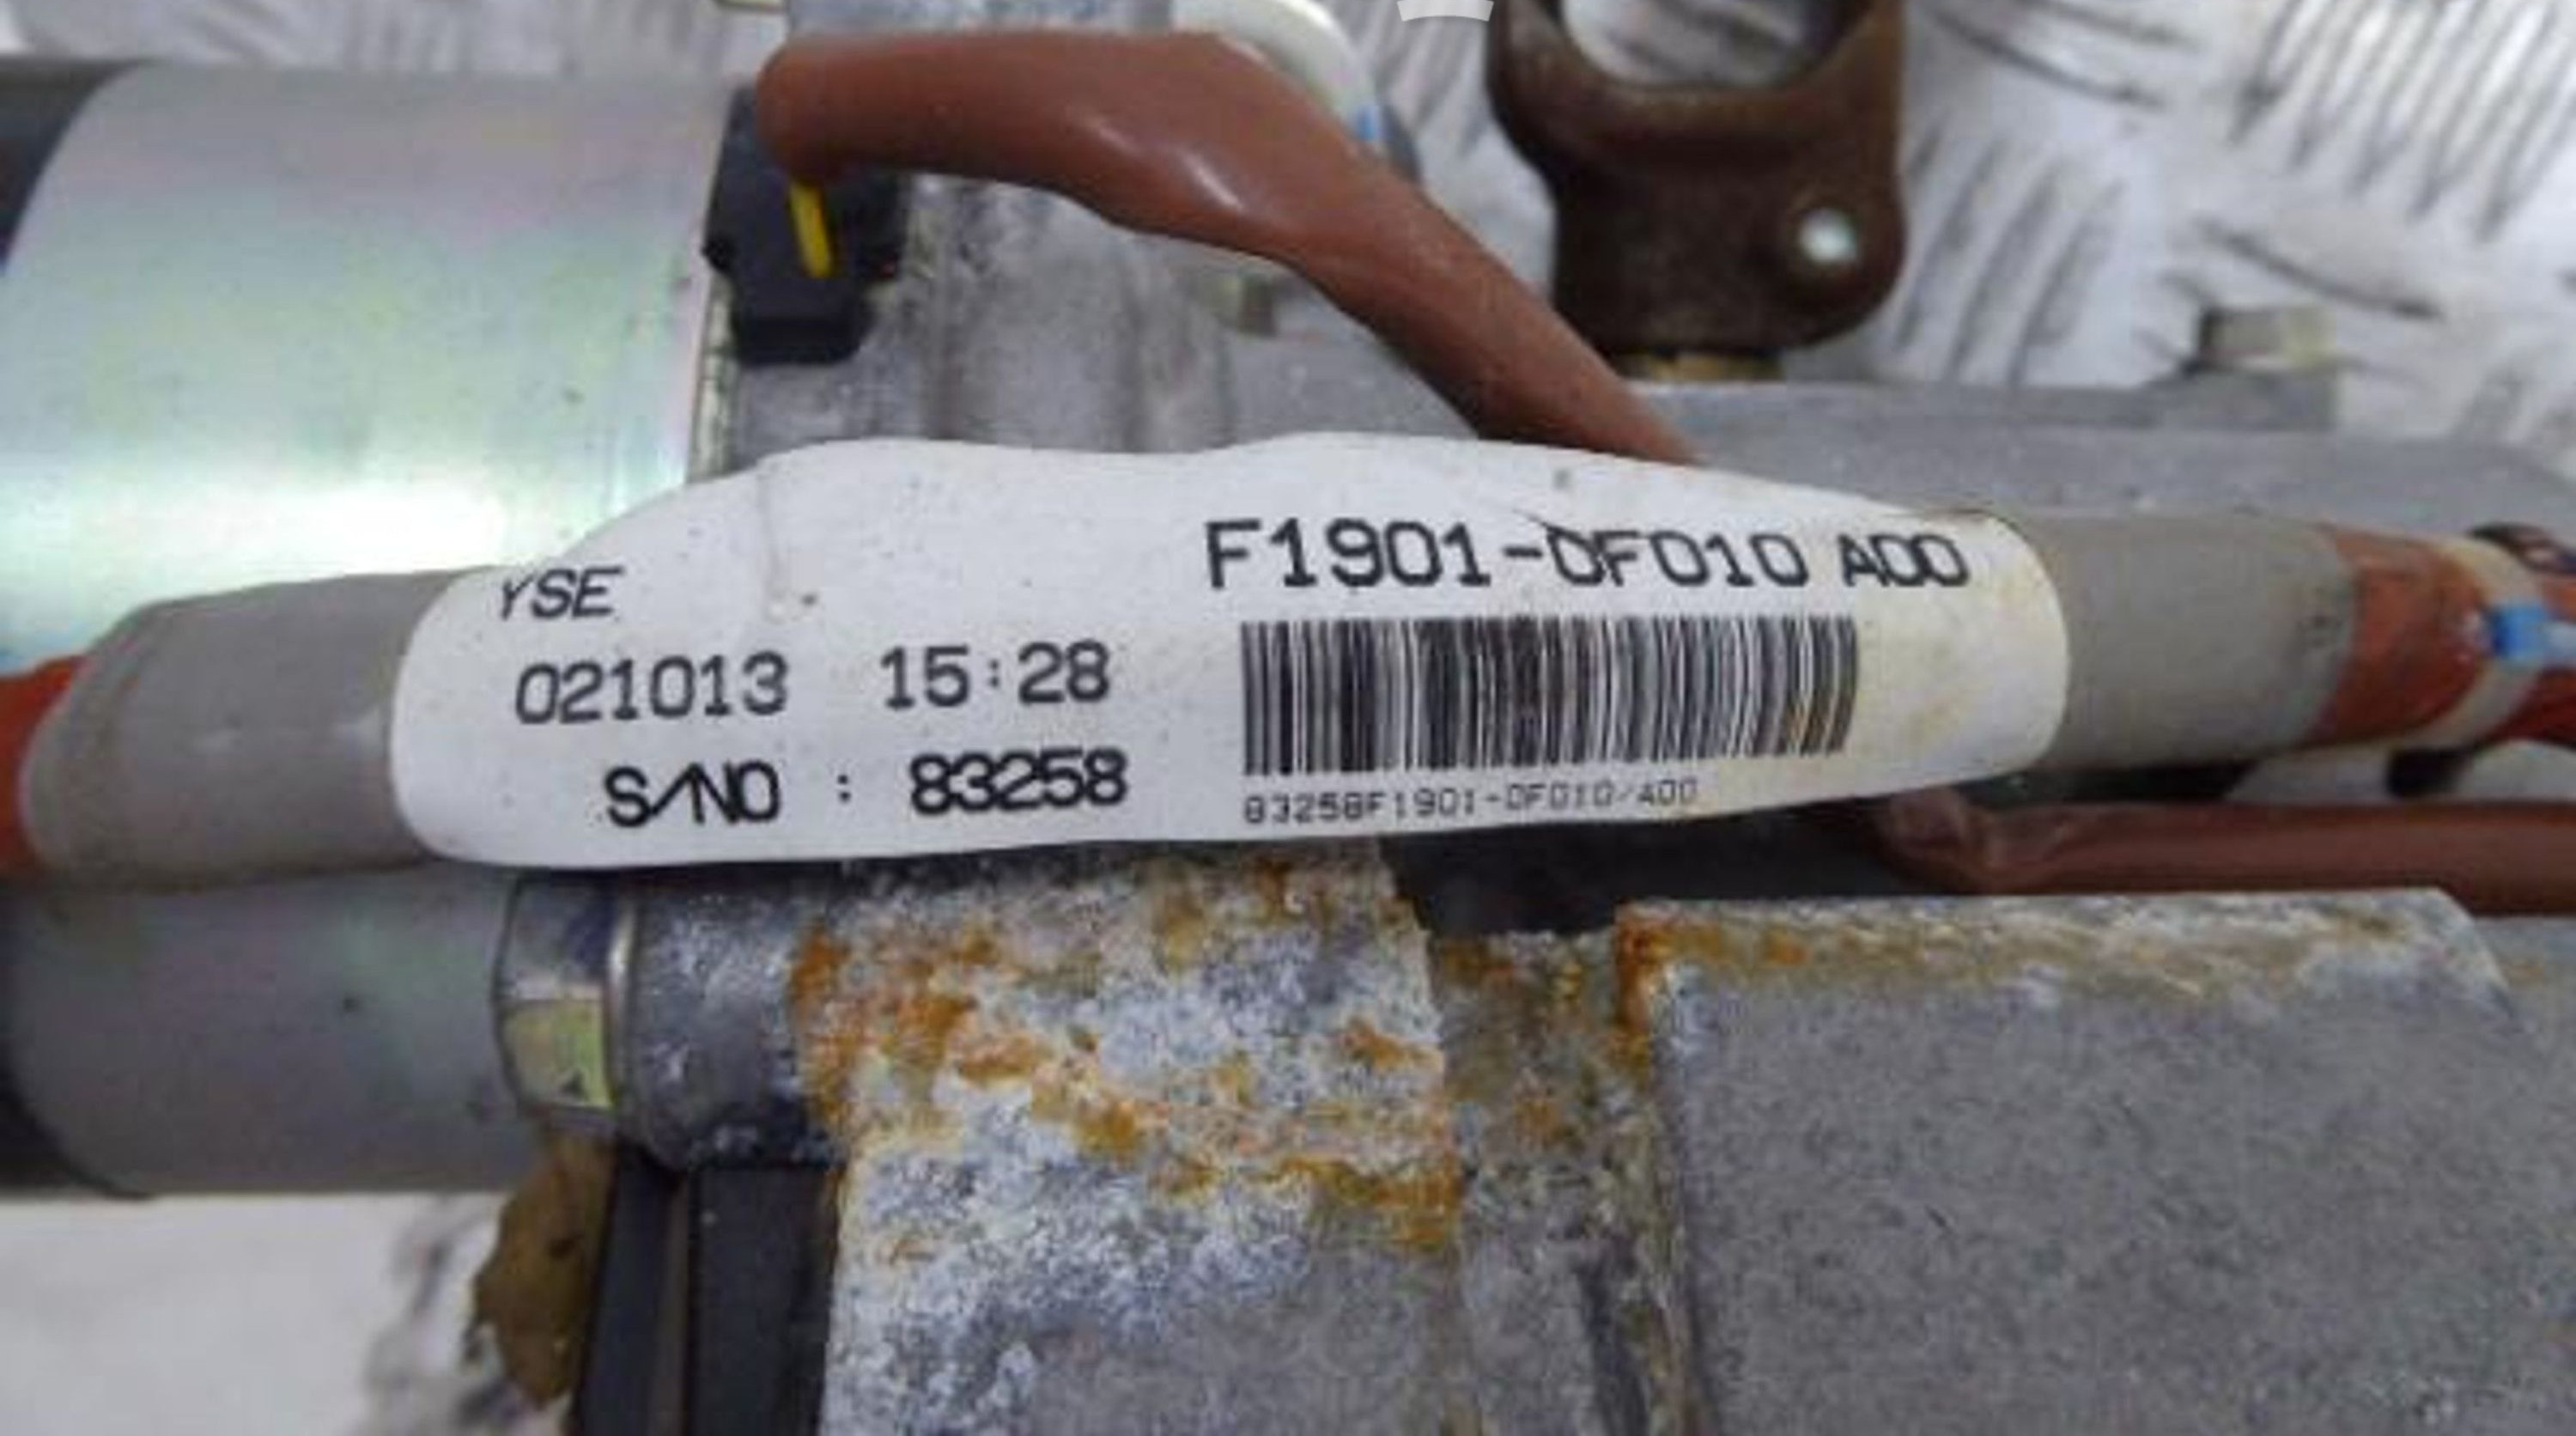 YSE
F1901-0F010 A00
021013 15:28
S/NO : 83258
83258F1901-0F010/A00